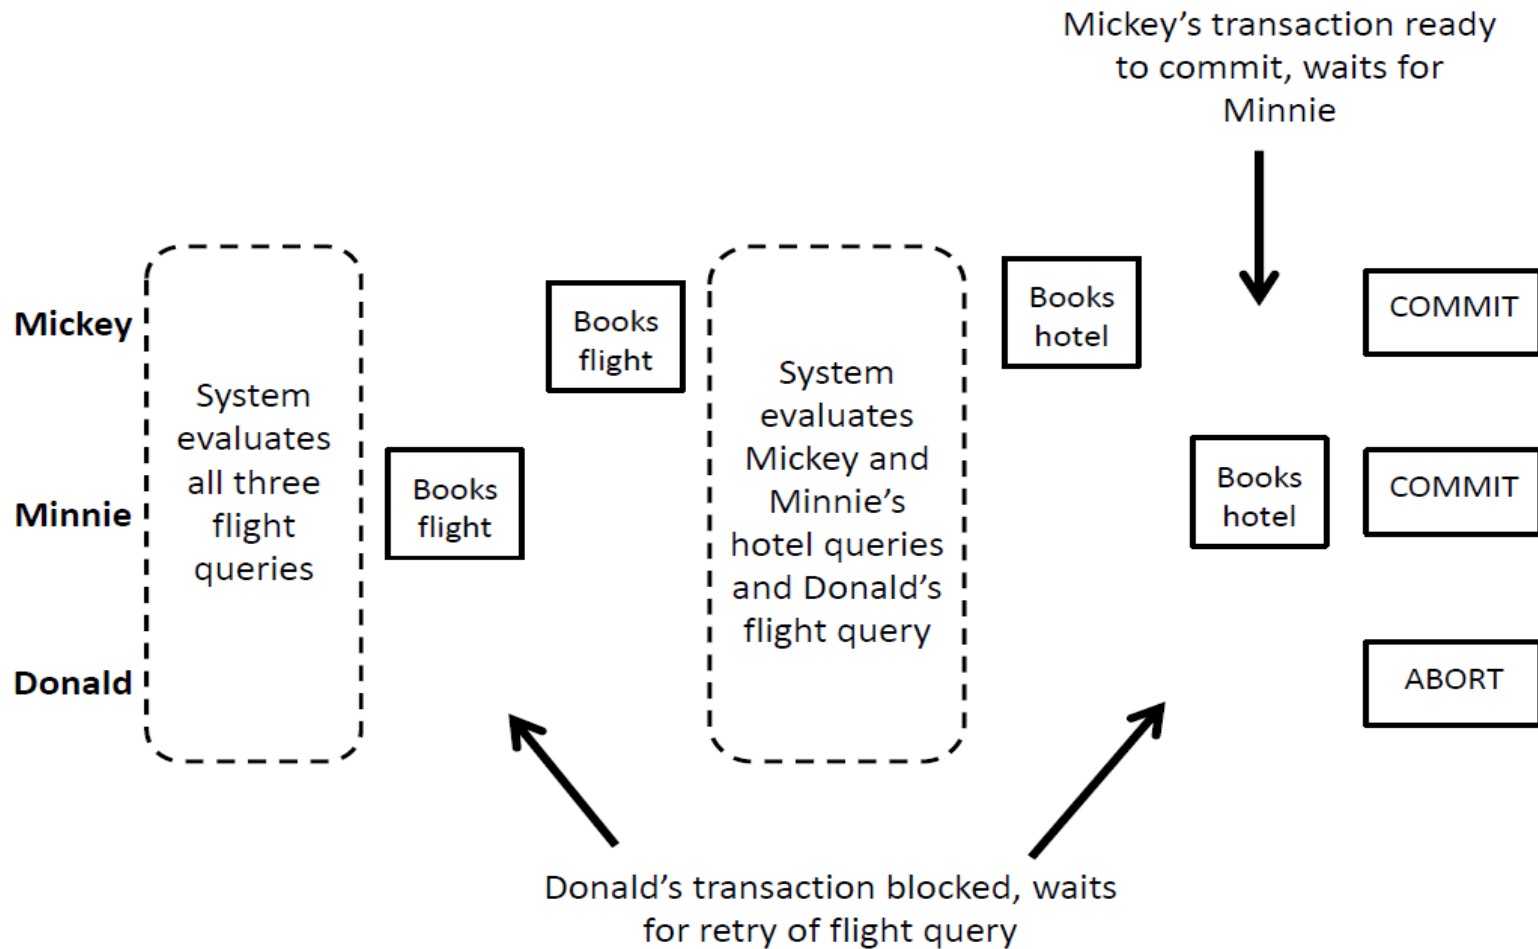 Mickey’s transaction ready
to commit, waits for
Minnie
Mickey
Minnie
Donald
System
evaluates
all three
flight
queries
Books
flight
Books
flight
System
evaluates
Mickey and
Minnie’s
hotel queries
and Donald’s
flight query
Books
hotel
Books
hotel
COMMIT
COMMIT
ABORT
Donald’s transaction blocked, waits
for retry of flight query